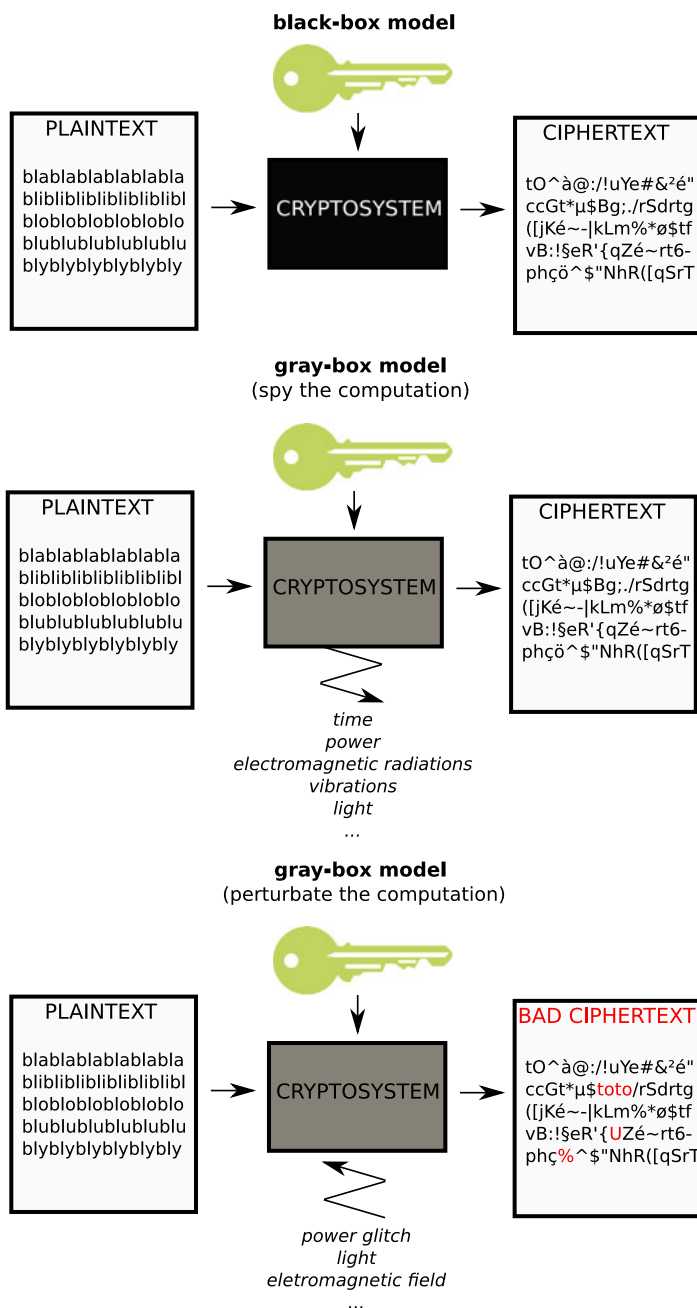 black-box model
PLAINTEXT
blablablablablabla
bliblibliblibliblibl
blobloblobloblobloblo
blublublublublublu
blyblyblyblyblybly
CRYPTOSYSTEM
CIPHERTEXT
tO^à@:/!uYe#&²é"
ccGt*µ$Bg;./rSdrtg
([jKé~-|kLm%*ø$tf
vB:!§eR'{qZé~rt6-
phçö^$"NhR([qSrT
gray-box model
(spy the computation)
PLAINTEXT
blablablablablabla
bliblibliblibliblibl
blobloblobloblobloblo
blublublublublublu
blyblyblyblyblybly
CRYPTOSYSTEM
CIPHERTEXT
tO^à@:/!uYe#&²é"
ccGt*µ$Bg;./rSdrtg
([jKé~-|kLm%*ø$tf
vB:!§eR'{qZé~rt6-
phçö^$"NhR([qSrT
time
power
electromagnetic radiations
vibrations
light
...
gray-box model
(perturbate the computation)
PLAINTEXT
blablablablablabla
bliblibliblibliblibl
blobloblobloblobloblo
blublublublublublu
blyblyblyblyblybly
CRYPTOSYSTEM
BAD CIPHERTEXT
tO^à@:/!uYe#&²é"
ccGt*µ$toto/rSdrtg
([jKé~-|kLm%*ø$tf
vB:!§eR'{UZé~rt6-
phç%^$"NhR([qSrT
power glitch
light
eletromagnetic field
...